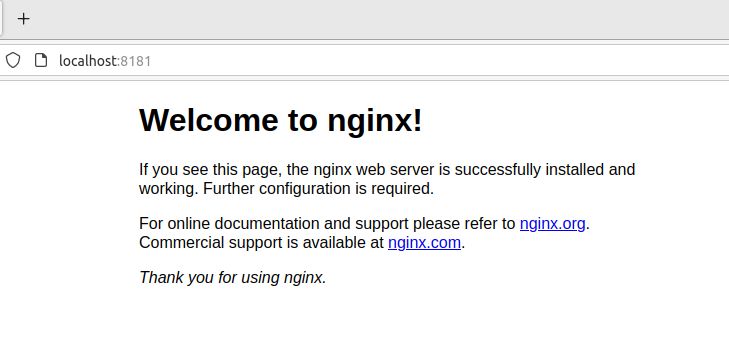 localhost:8181
Welcome to nginx!
If you see this page, the nginx web server is successfully installed and
working. Further configuration is required.
For online documentation and support please refer to nginx.org.
Commercial support is available at nginx.com.
Thank you for using nginx.